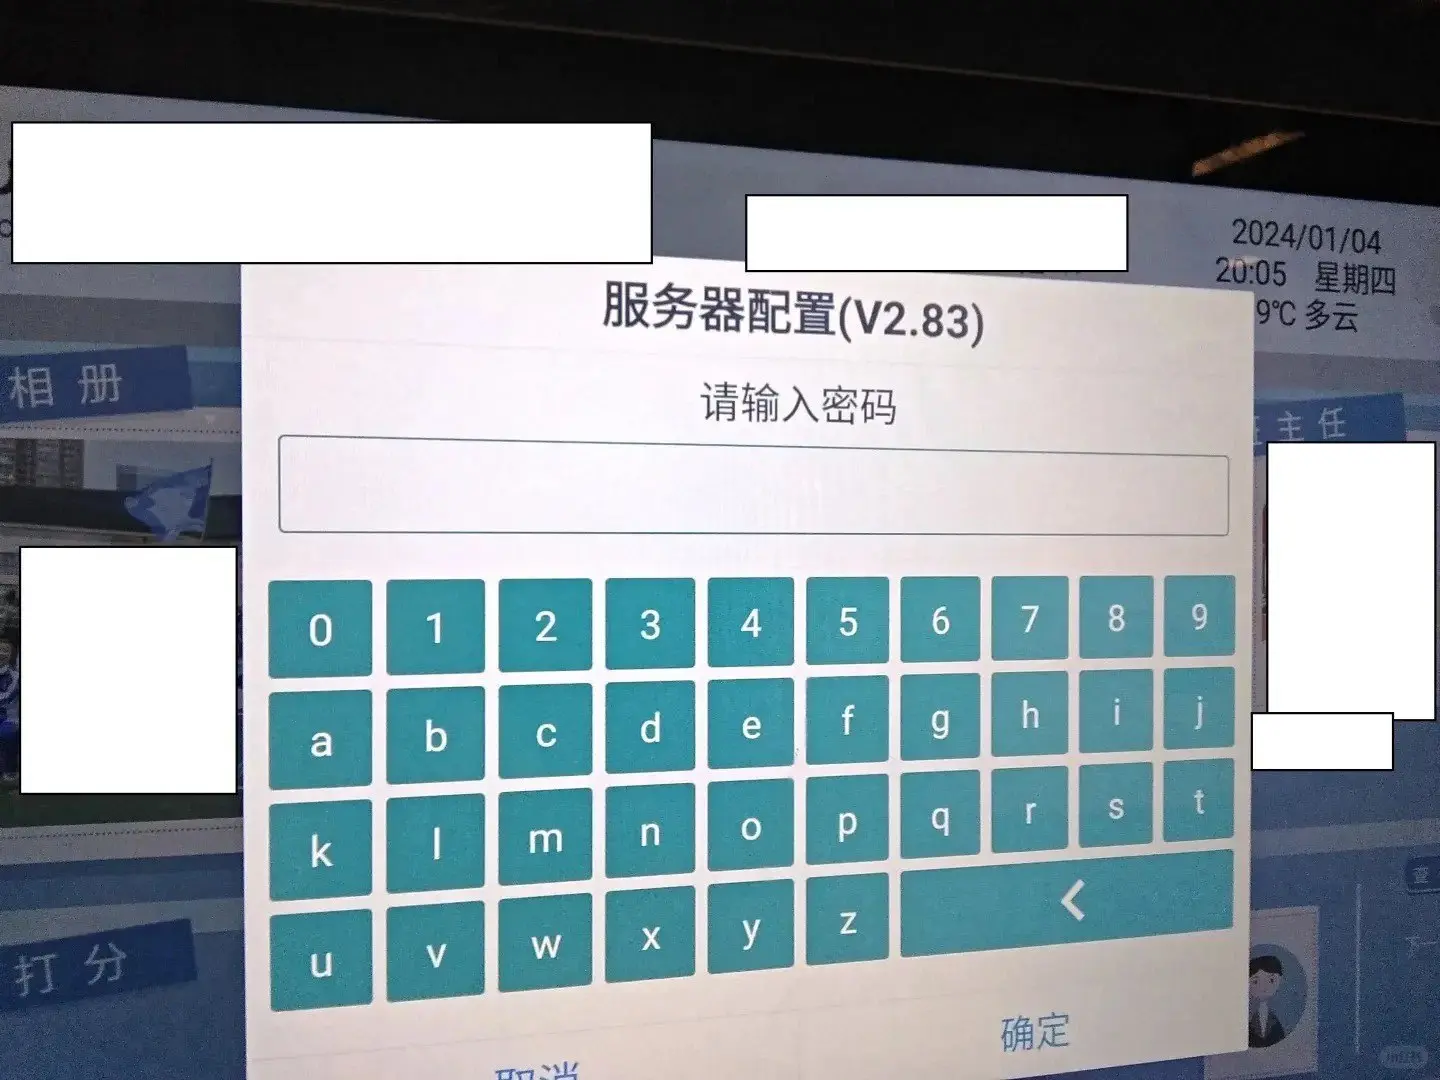 2024/01/04
20:05 星期四
9℃ 多云
服务器配置(V2.83)
请输入密码
相册
主任
0 1 2 3 4 5 6 7 8 9
a b c d e f g h i j
k l m n o p q r s t
u v w x y z
打分
取消 确定